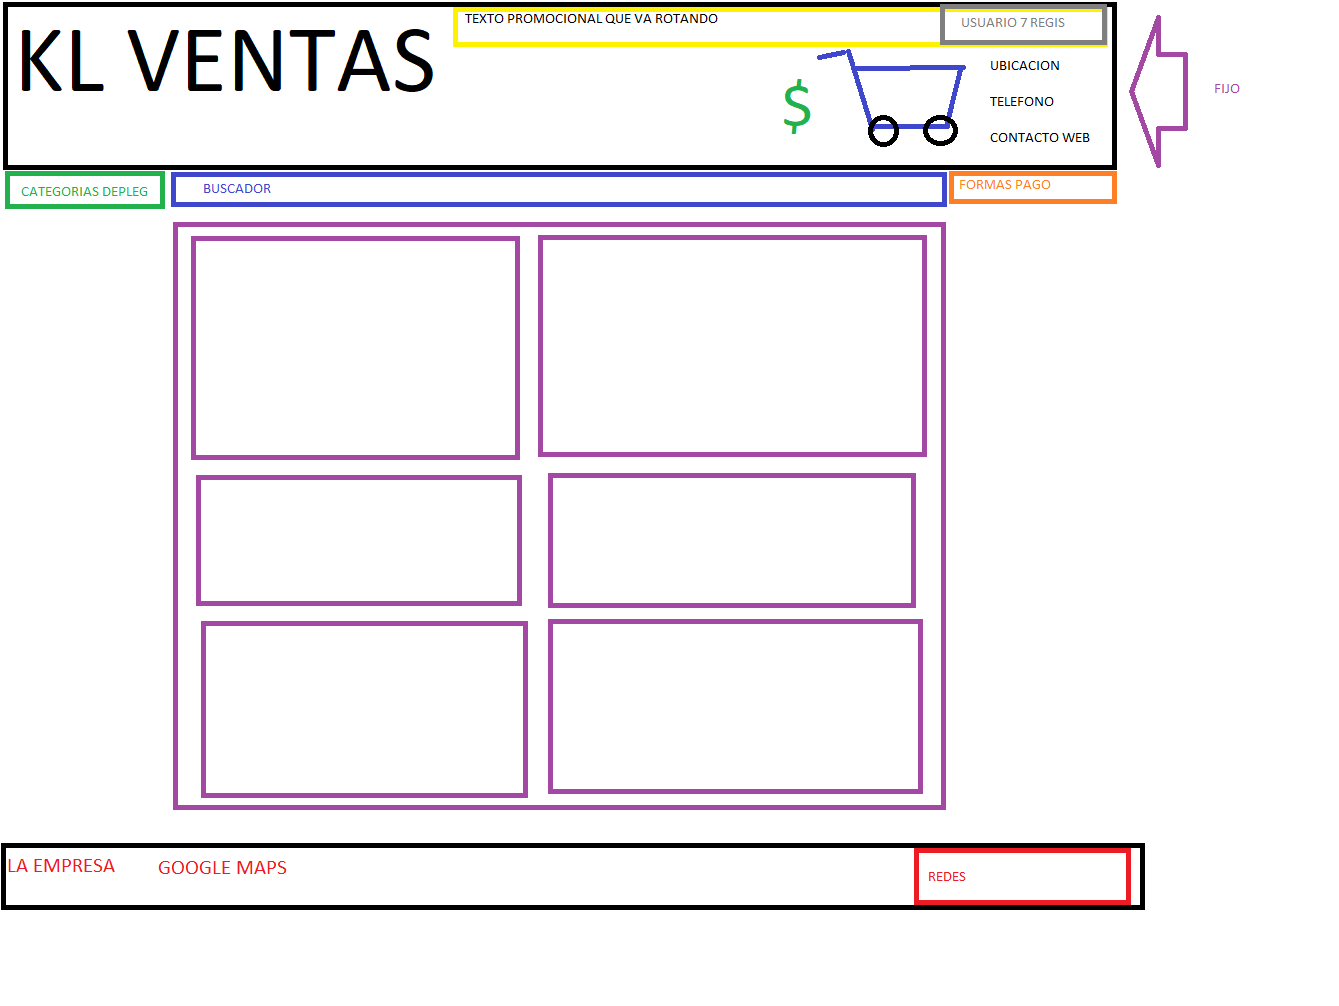 KL VENTAS
TEXTO PROMOCIONAL QUE VA ROTANDO
USUARIO 7 REGIS
$
UBICACION
TELEFONO
CONTACTO WEB
FIJO
CATEGORIAS DEPLEG
BUSCADOR
FORMAS PAGO
LA EMPRESA
GOOGLE MAPS
REDES